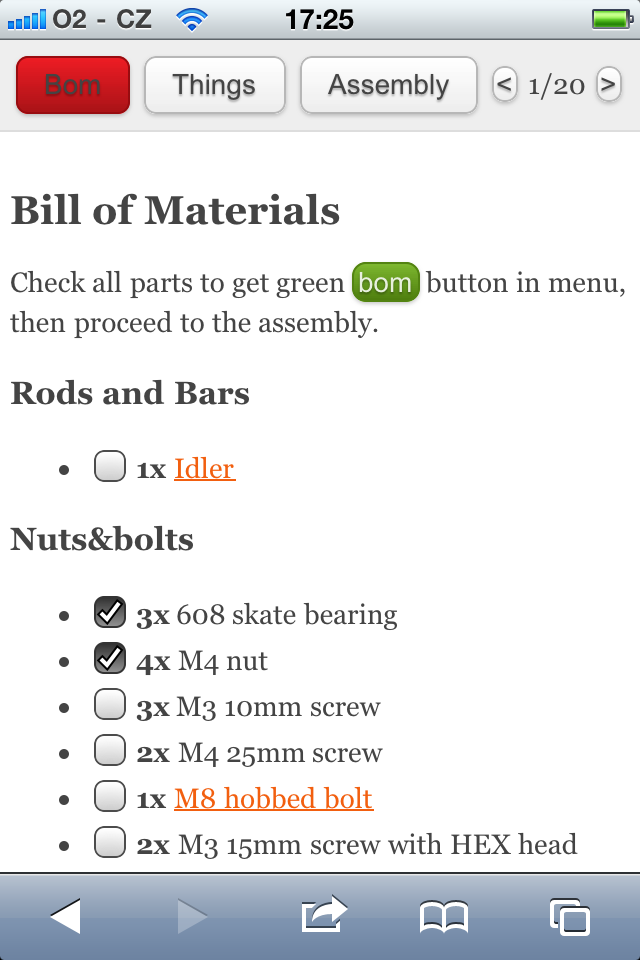 O2 - CZ 17:25
Bom Things Assembly < 1/20 >
Bill of Materials
Check all parts to get green bom button in menu,
then proceed to the assembly.
Rods and Bars
• 1x Idler
Nuts&bolts
• 3x 608 skate bearing
• 4x M4 nut
• 3x M3 10mm screw
• 2x M4 25mm screw
• 1x M8 hobbed bolt
• 2x M3 15mm screw with HEX head